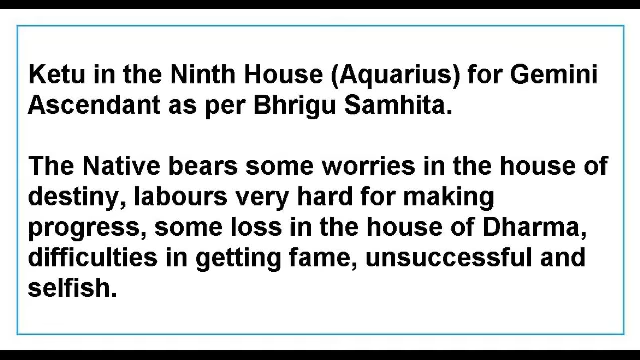 Ketu in the Ninth House (Aquarius) for Gemini
Ascendant as per Bhrigu Samhita.
The Native bears some worries in the house of
destiny, labours very hard for making
progress, some loss in the house of Dharma,
difficulties in getting fame, unsuccessful and
selfish.